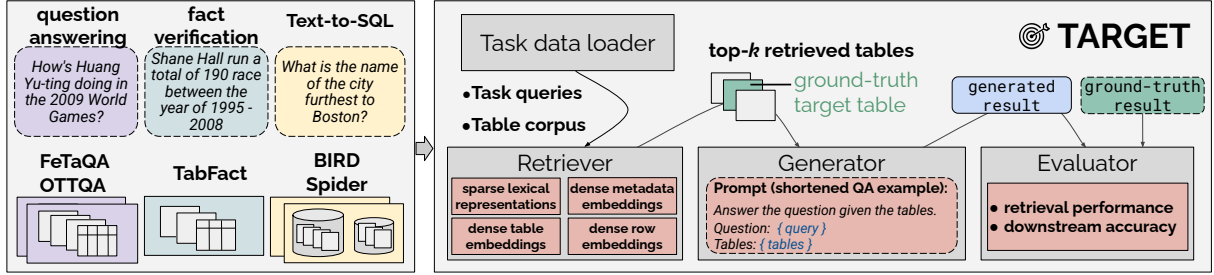 question
answering
How's Huang
Yu-ting doing in
the 2009 World
Games?
fact
verification
Shane Hall run a
total of 190 race
between the
year of 1995 -
2008
Text-to-SQL
What is the name
of the city
furthest to
Boston?
FeTaQA
OTTQA
TabFact
BIRD
Spider
Task data loader
•Task queries
•Table corpus
top-k retrieved tables
ground-truth
target table
TARGET
generated
result
ground-truth
result
Retriever
sparse lexical
representations
dense metadata
embeddings
dense table
embeddings
dense row
embeddings
Generator
Prompt (shortened QA example):
Answer the question given the tables.
Question: { query }
Tables: { tables }
Evaluator
• retrieval performance
• downstream accuracy